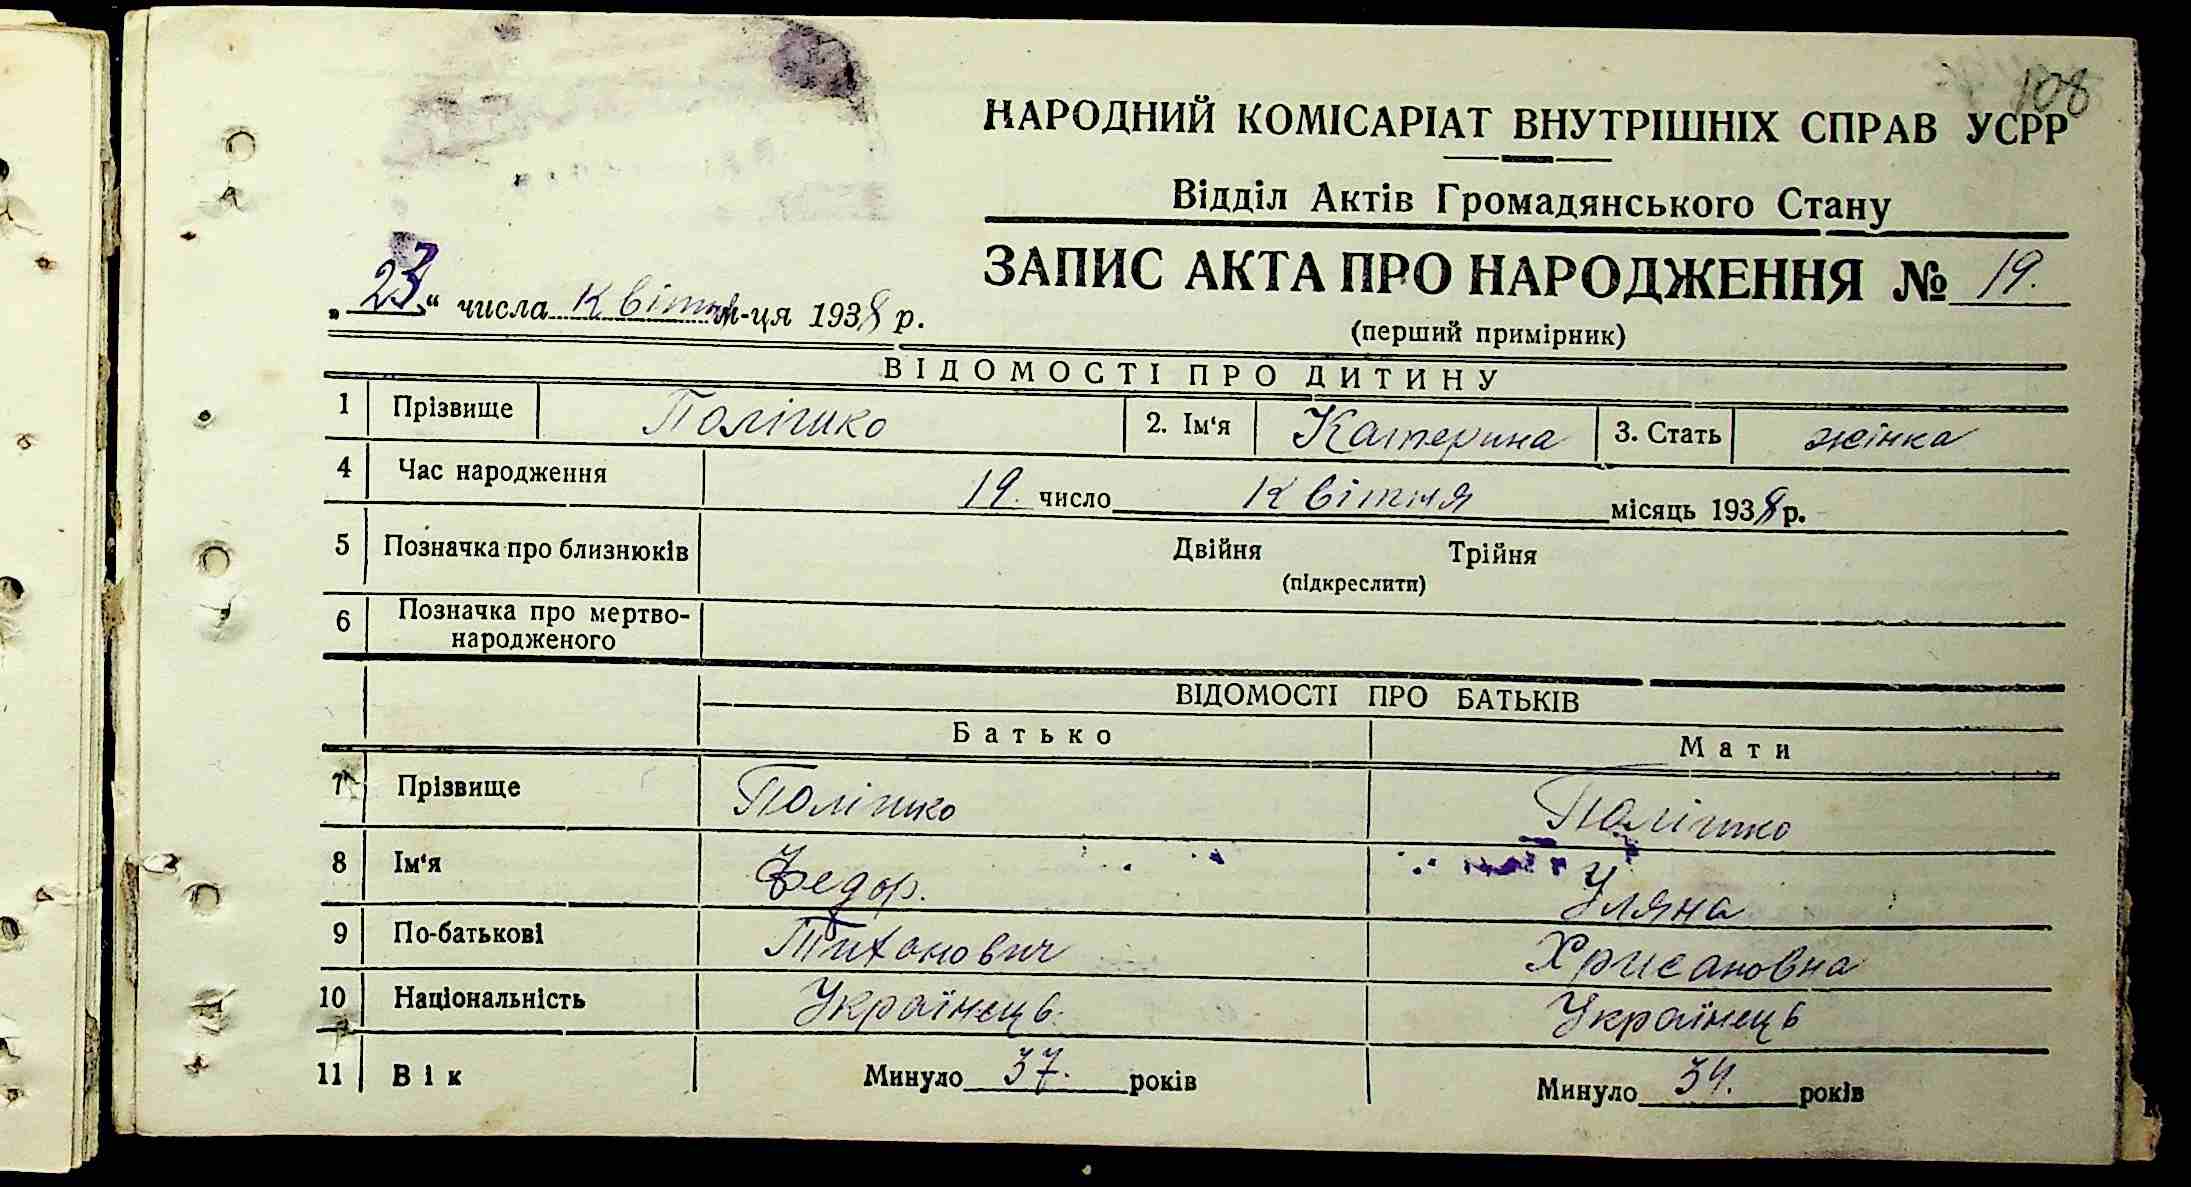 108
НАРОДНИЙ КОМІСАРІАТ ВНУТРІШНІХ СПРАВ УСРР
Відділ Актів Громадянського Стану
ЗАПИС АКТА ПРО НАРОДЖЕННЯ № 19.
„23“ числа квітня м-ця 1938 р.
(перший примірник)
ВІДОМОСТІ ПРО ДИТИНУ
1 Прізвище Полішко 2. Ім‘я Катерина 3. Стать жінка
4 Час народження 19. число квітня місяць 1938 р.
5 Позначка про близнюків Двійня Трійня
(підкреслити)
6 Позначка про мертво-
народженого
ВІДОМОСТІ ПРО БАТЬКІВ
Батько Мати
7 Прізвище Полішко Полішко
8 Ім‘я Федор. Уляна
9 По-батькові Тиханович Хрисановна
10 Національність Українець. Українець
11 Вік Минуло 37. років Минуло 34. років